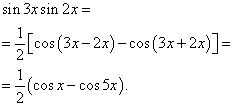 sin 3x sin 2x =
= 1/2 [cos(3x − 2x) − cos(3x + 2x)] =
= 1/2 (cos x − cos 5x).